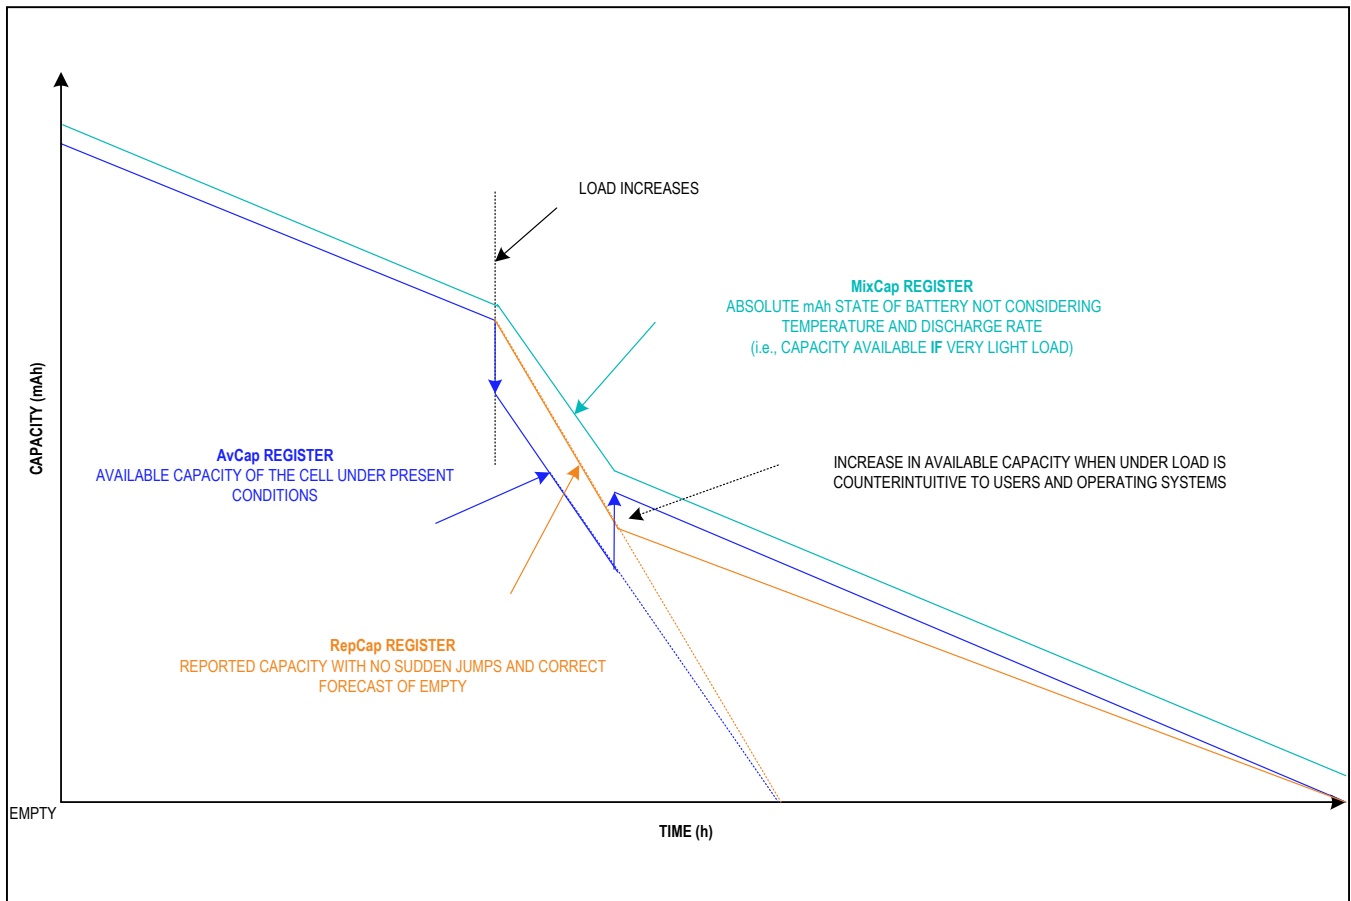 LOAD INCREASES
MixCap REGISTER
ABSOLUTE mAh STATE OF BATTERY NOT CONSIDERING
TEMPERATURE AND DISCHARGE RATE
(i.e., CAPACITY AVAILABLE IF VERY LIGHT LOAD)
CAPACITY (mAh)
AvCap REGISTER
AVAILABLE CAPACITY OF THE CELL UNDER PRESENT
CONDITIONS
INCREASE IN AVAILABLE CAPACITY WHEN UNDER LOAD IS
COUNTERINTUITIVE TO USERS AND OPERATING SYSTEMS
RepCap REGISTER
REPORTED CAPACITY WITH NO SUDDEN JUMPS AND CORRECT
FORECAST OF EMPTY
EMPTY
TIME (h)